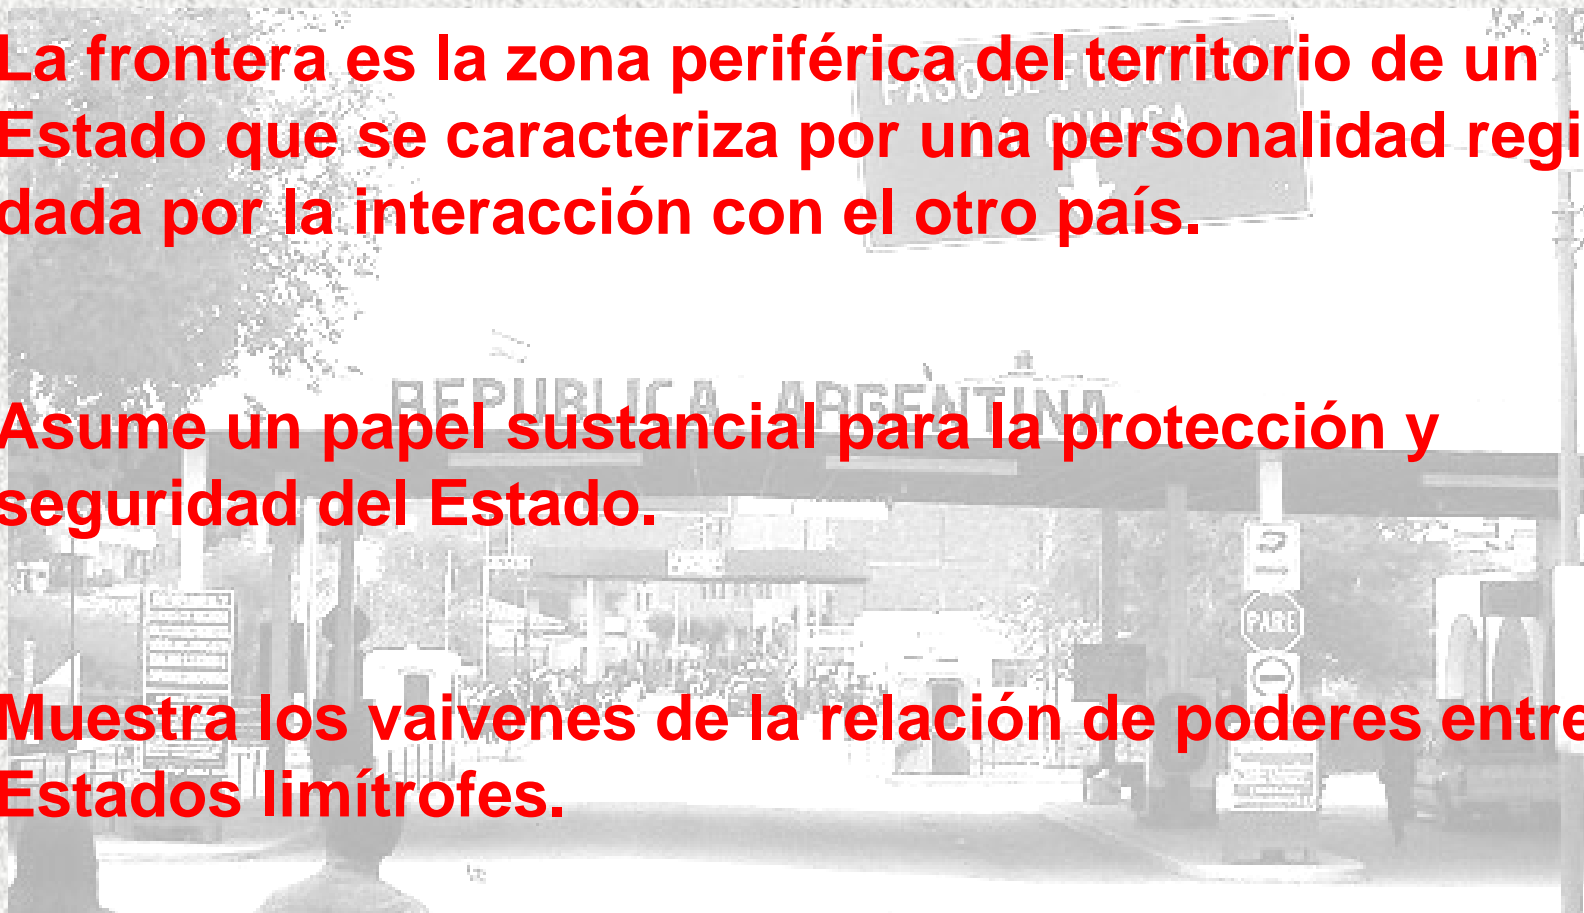 La frontera es la zona periférica del territorio de un
Estado que se caracteriza por una personalidad regi
dada por la interacción con el otro país.
PASO DE
REPUBLICA ARGENTINA
Asume un papel sustancial para la protección y
seguridad del Estado.
PARE
Muestra los vaivenes de la relación de poderes entre
Estados limítrofes.